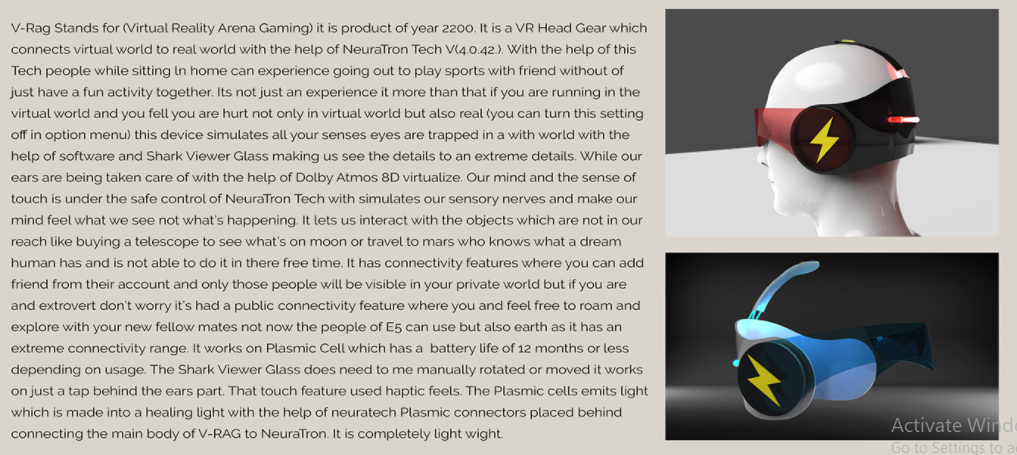 V-Rag Stands for (Virtual Reality Arena Gaming) it is product of year 2200. It is a VR Head Gear which
connects virtual world to real world with the help of NeuraTron Tech V(4.0.42.). With the help of this
Tech people while sitting In home can experience going out to play sports with friend without of
just have a fun activity together. Its not just an experience it more than that if you are running in the
virtual world and you fell you are hurt not only in virtual world but also real (you can turn this setting
off in option menu) this device simulates all your senses eyes are trapped in a with world with the
help of software and Shark Viewer Glass making us see the details to an extreme details. While our
ears are being taken care of with the help of Dolby Atmos 8D virtualize. Our mind and the sense of
touch is under the safe control of NeuraTron Tech with simulates our sensory nerves and make our
mind feel what we see not what's happening. It lets us interact with the objects which are not in our
reach like buying a telescope to see what's on moon or travel to mars who knows what a dream
human has and is not able to do it in there free time. It has connectivity features where you can add
friend from their account and only those people will be visible in your private world but if you are
and extrovert don't worry it's had a public connectivity feature where you and feel free to roam and
explore with your new fellow mates not now the people of E5 can use but also earth as it has an
extreme connectivity range. It works on Plasmic Cell which has a  battery life of 12 months or less
depending on usage. The Shark Viewer Glass does need to me manually rotated or moved it works
on just a tap behind the ears part. That touch feature used haptic feels. The Plasmic cells emits light
which is made into a healing light with the help of neuratech Plasmic connectors placed behind
connecting the main body of V-RAG to NeuraTron. It is completely light wight.
Activate Windo
Go to Settings to a